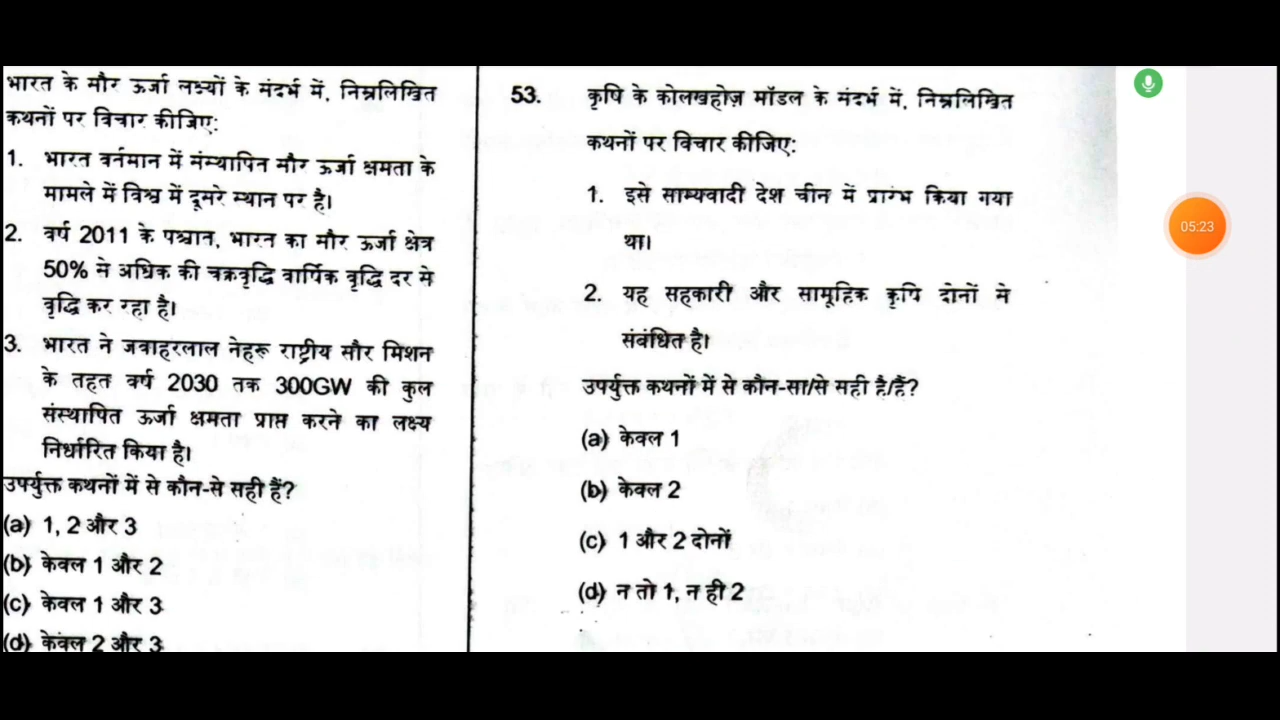 भारत के सौर ऊर्जा लक्ष्यों के संदर्भ में, निम्नलिखित
कथनों पर विचार कीजिए:
1. भारत वर्तमान में संस्थापित सौर ऊर्जा क्षमता के
मामले में विश्व में दूसरे स्थान पर है।
2. वर्ष 2011 के पश्चात, भारत का सौर ऊर्जा क्षेत्र
50% से अधिक की चक्रवृद्धि वार्षिक वृद्धि दर से
वृद्धि कर रहा है।
3. भारत ने जवाहरलाल नेहरू राष्ट्रीय सौर मिशन
के तहत वर्ष 2030 तक 300GW की कुल
संस्थापित ऊर्जा क्षमता प्राप्त करने का लक्ष्य
निर्धारित किया है।
उपर्युक्त कथनों में से कौन-से सही हैं?
(a) 1, 2 और 3
(b) केवल 1 और 2
(c) केवल 1 और 3
(d) केवल 2 और 3
53. कृषि के कोलखहोज़ मॉडल के संदर्भ में, निम्नलिखित
कथनों पर विचार कीजिए:
1. इसे साम्यवादी देश चीन में प्रारंभ किया गया
था।
2. यह सहकारी और सामूहिक कृषि दोनों से
संबंधित है।
उपर्युक्त कथनों में से कौन-सा/से सही है/हैं?
(a) केवल 1
(b) केवल 2
(c) 1 और 2 दोनों
(d) न तो 1, न ही 2
05:23